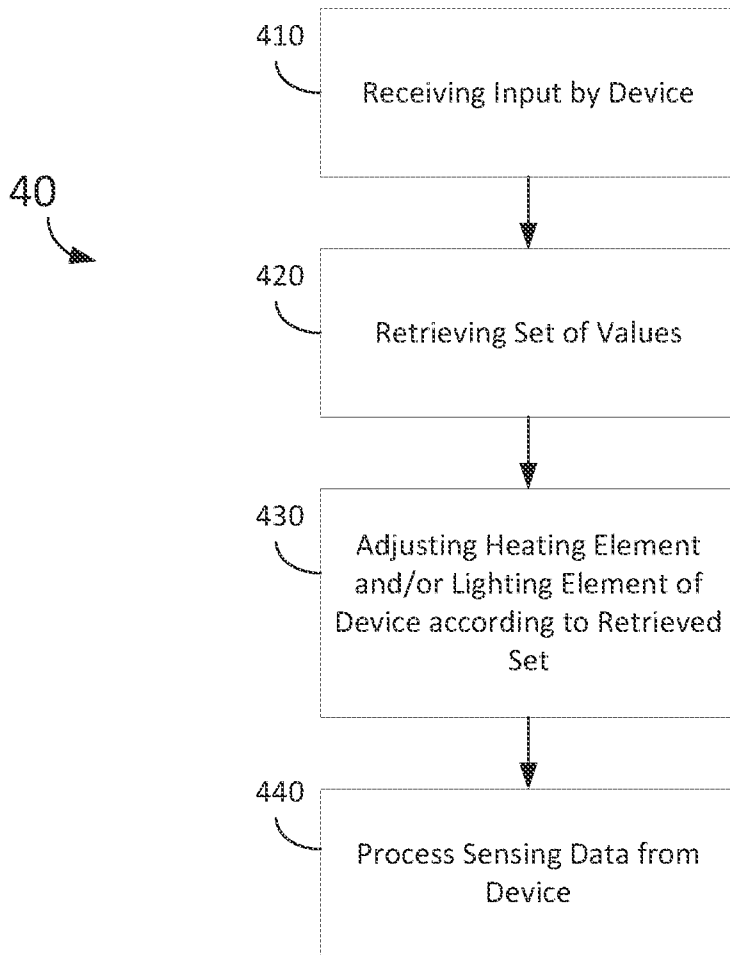 410
Receiving Input by Device
40
420
Retrieving Set of Values
430
Adjusting Heating Element
and/or Lighting Element of
Device according to Retrieved
Set
440
Process Sensing Data from
Device